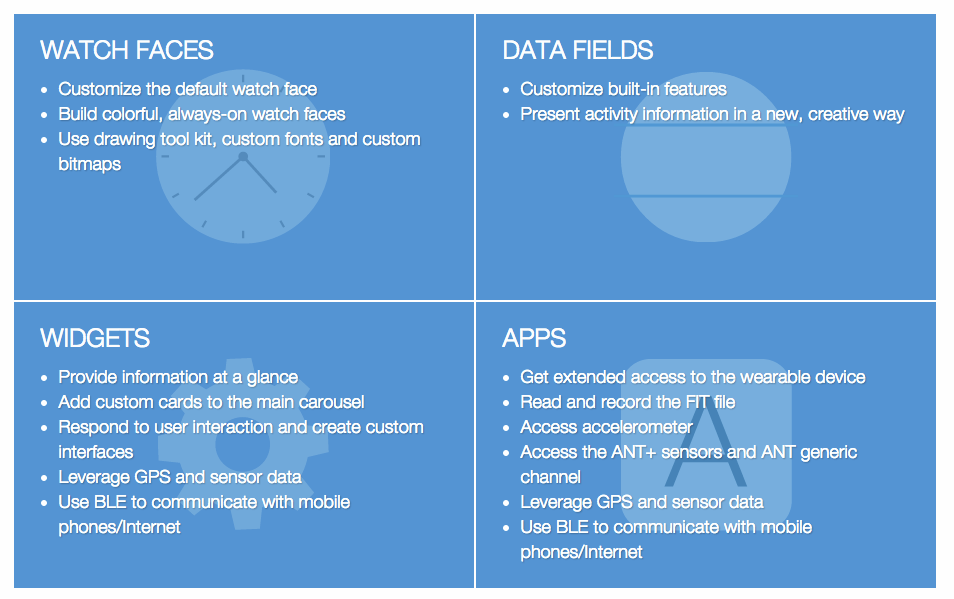 WATCH FACES
• Customize the default watch face
• Build colorful, always-on watch faces
• Use drawing tool kit, custom fonts and custom
bitmaps
DATA FIELDS
• Customize built-in features
• Present activity information in a new, creative way
WIDGETS
• Provide information at a glance
• Add custom cards to the main carousel
• Respond to user interaction and create custom
interfaces
• Leverage GPS and sensor data
• Use BLE to communicate with mobile
phones/Internet
APPS
• Get extended access to the wearable device
• Read and record the FIT file
• Access accelerometer
• Access the ANT+ sensors and ANT generic
channel
• Leverage GPS and sensor data
• Use BLE to communicate with mobile
phones/Internet
A